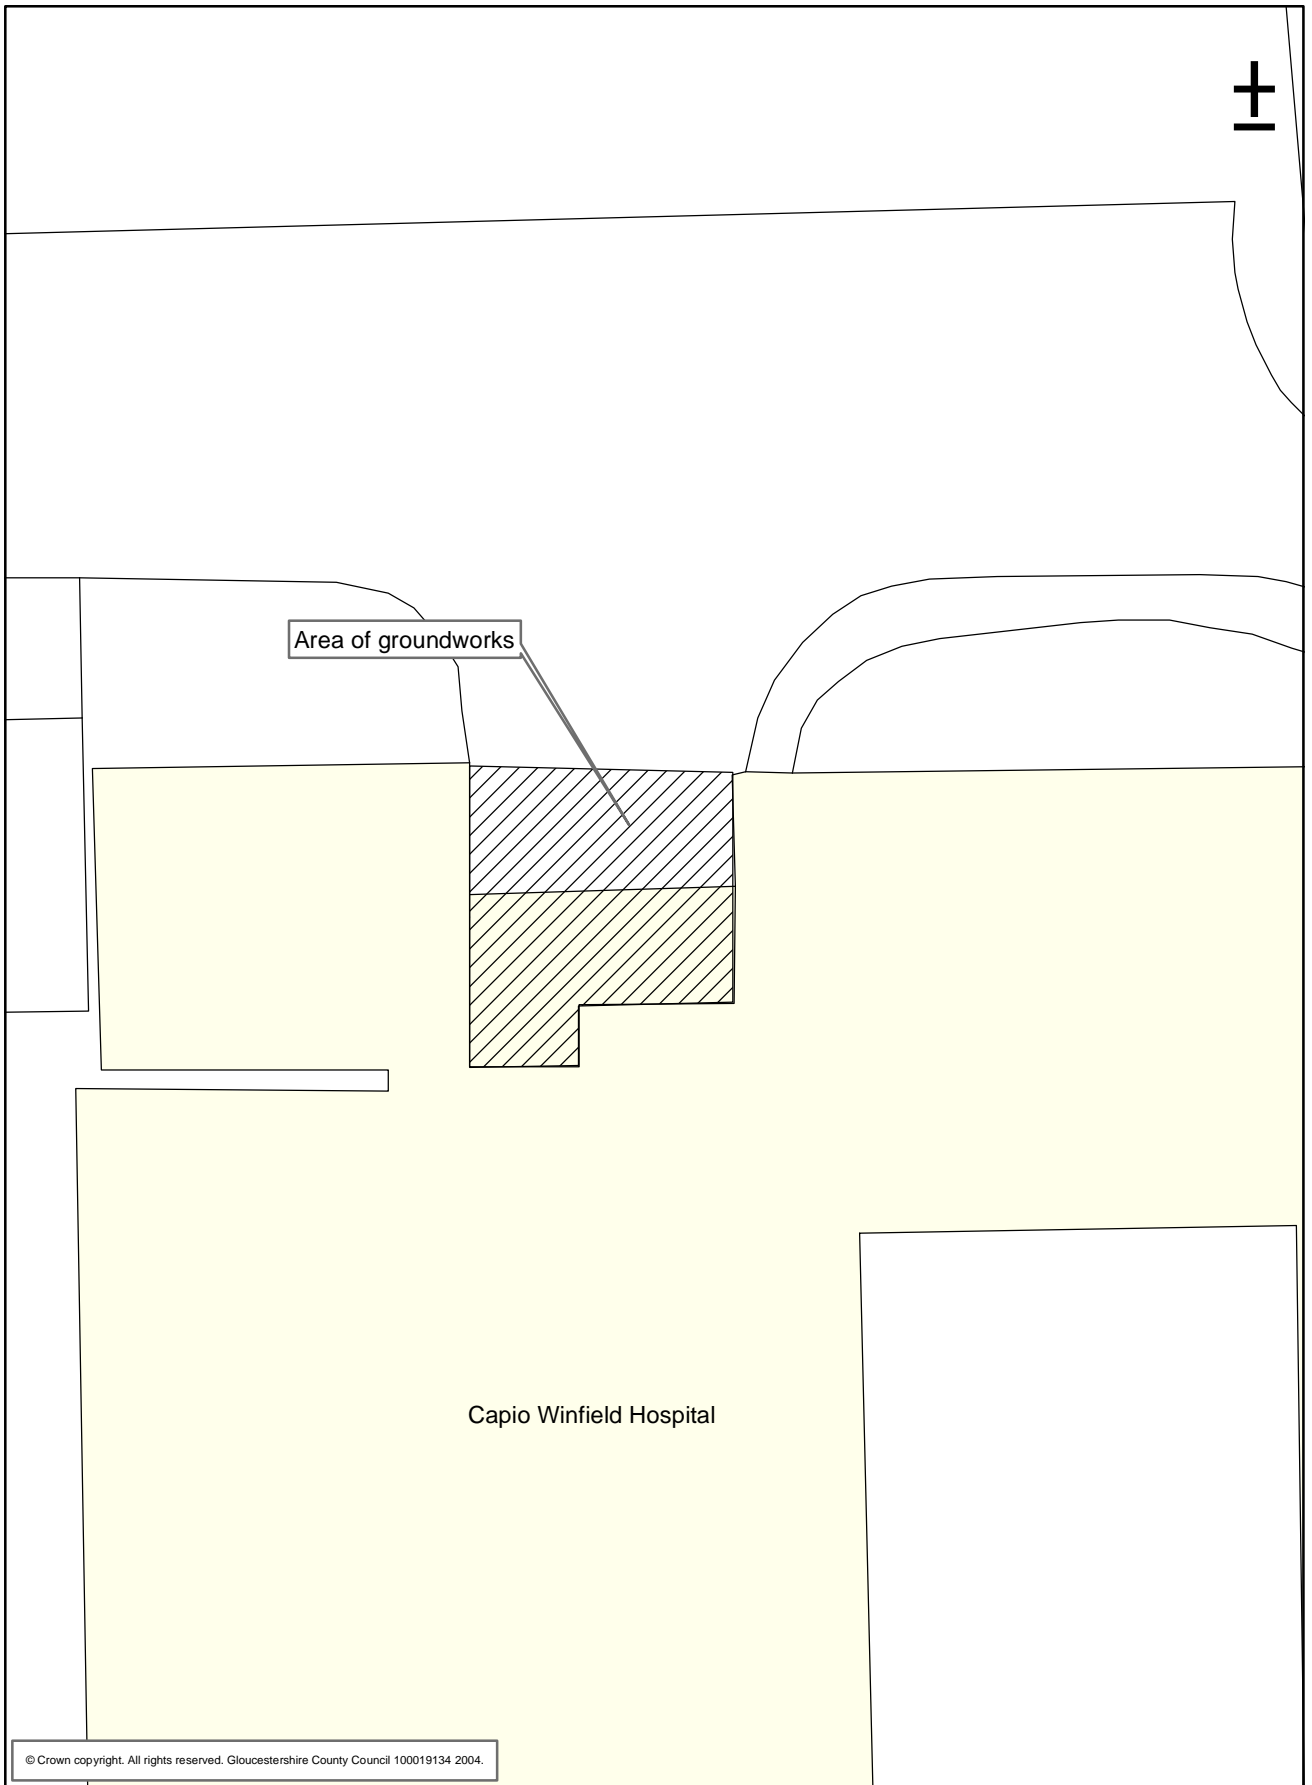 ±
Area of groundworks
Capio Winfield Hospital
© Crown copyright. All rights reserved. Gloucestershire County Council 100019134 2004.